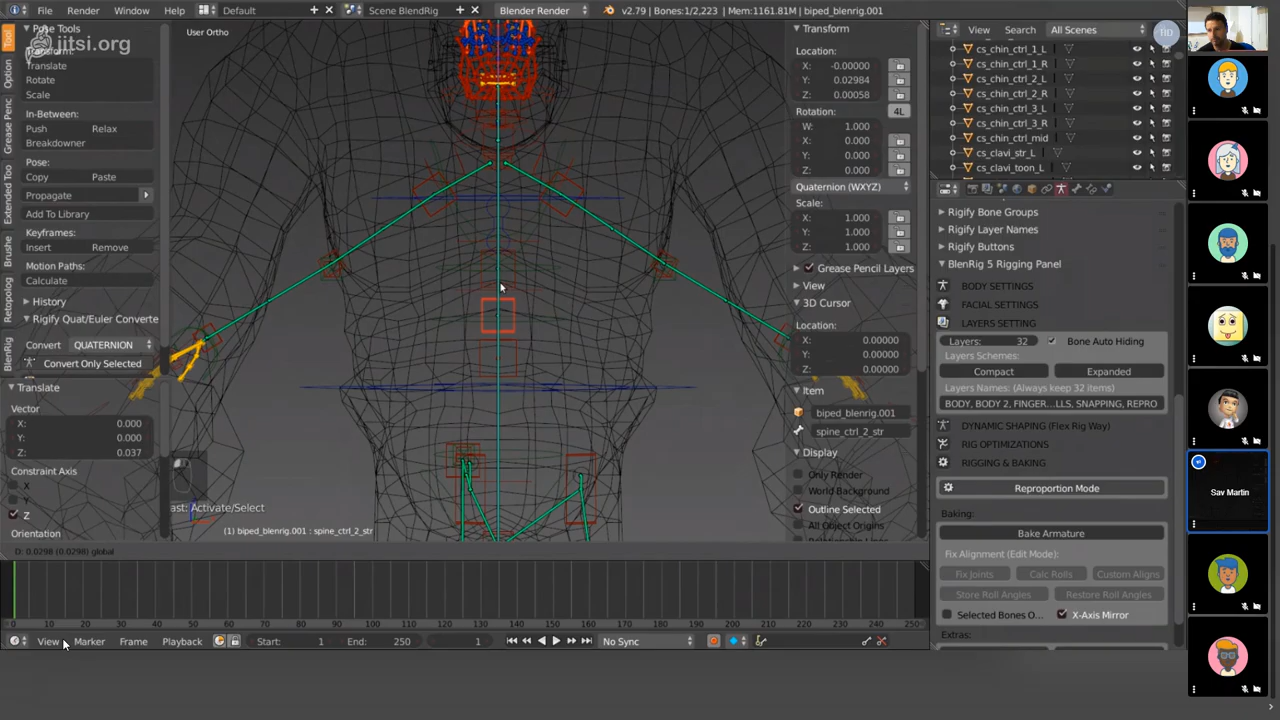 File Render Window Help Default Scene BlendRig Blender Render v2.79 | Bones:1/2,223 | Mem:1161.81M | biped_blenrig.001
jitsi.org
Tool
Option
Grease Penc
Extended Too
Brushe
Retopolog
BlenRig
Pose Tools
Translate
Rotate
Scale
In-Between:
Push Relax
Breakdowner
Pose:
Copy Paste
Propagate
Add To Library
Keyframes:
Insert Remove
Motion Paths:
Calculate
History
Rigify Quat/Euler Converte
Convert QUATERNION
Convert Only Selected
Translate
Vector
X: 0.000
Y: 0.000
Z: 0.037
Constraint Axis
X
Y
Z
Orientation
User Ortho
ast: Activate/Select
(1) biped_blenrig.001 : spine_ctrl_2_str
Transform
Location:
X: -0.00000
Y: 0.02984
Z: 0.00058
Rotation: 4L
W: 1.000
X: 0.000
Y: 0.000
Z: 0.000
Quaternion (WXYZ)
Scale:
X: 1.000
Y: 1.000
Z: 1.000
Grease Pencil Layers
View
3D Cursor
Location:
X: 0.00000
Y: 0.00000
Z: 0.00000
Item
biped_blenrig.001
spine_ctrl_2_str
Display
Only Render
World Background
Outline Selected
All Object Origins
View Search All Scenes
TID
cs_chin_ctrl_1_L
cs_chin_ctrl_1_R
cs_chin_ctrl_2_L
cs_chin_ctrl_2_R
cs_chin_ctrl_3_L
cs_chin_ctrl_3_R
cs_chin_ctrl_mid
cs_clavi_str_L
cs_clavi_toon_L
Rigify Bone Groups
Rigify Layer Names
Rigify Buttons
BlenRig 5 Rigging Panel
BODY SETTINGS
FACIAL SETTINGS
LAYERS SETTING
Layers: 32 Bone Auto Hiding
Layers Schemes:
Compact Expanded
Layers Names: (Always keep 32 items)
BODY, BODY 2, FINGER...LLS, SNAPPING, REPRO
DYNAMIC SHAPING (Flex Rig Way)
RIG OPTIMIZATIONS
RIGGING & BAKING
Reproportion Mode
Baking:
Bake Armature
Fix Alignment (Edit Mode):
Fix Joints Calc Rolls Custom Aligns
Store Roll Angles Restore Roll Angles
Selected Bones O... X-Axis Mirror
Extras:
Sav Martin
D: 0.0298 (0.0298) global
0 10 20 30 40 50 60 70 80 90 100 110 120 130 140 150 160 170 180 190 200 210 220 230 240 250
View Marker Frame Playback Start: 1 End: 250 1 No Sync